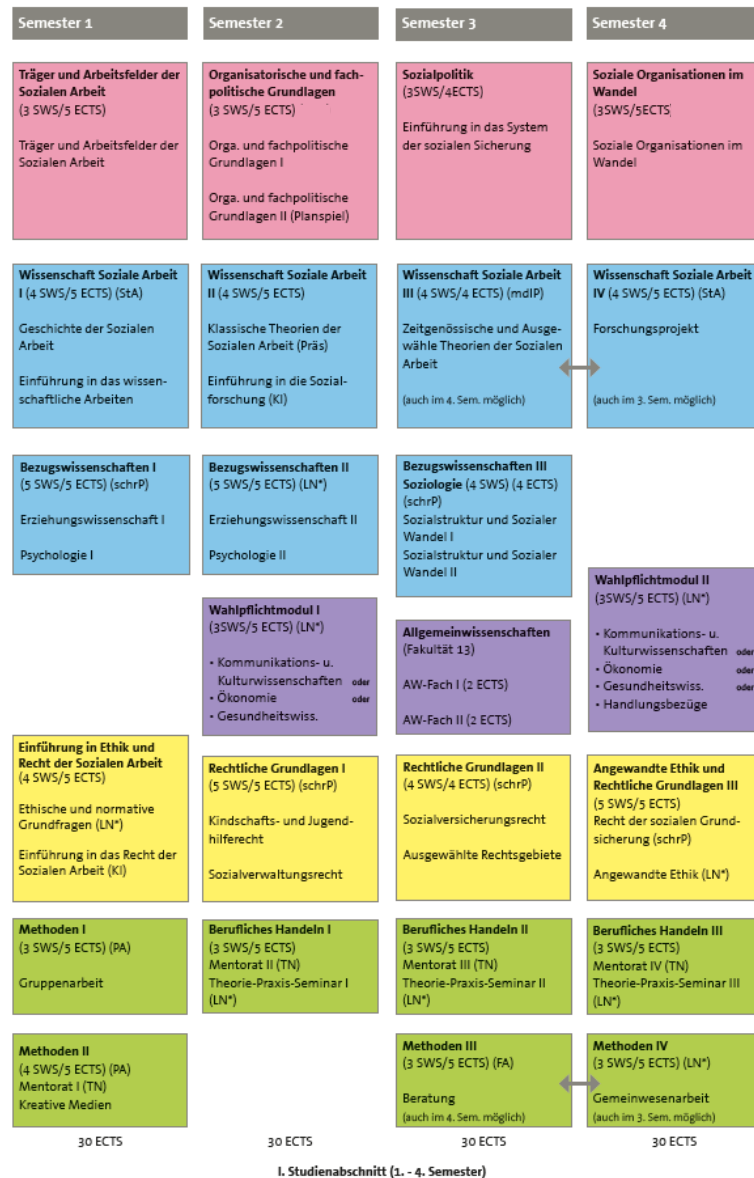 Semester 1
Semester 2
Semester 3
Semester 4
Träger und Arbeitsfelder der
Sozialen Arbeit
(3 SWS/5 ECTS)
Träger und Arbeitsfelder der
Sozialen Arbeit
Organisatorische und fach-
politische Grundlagen
(3 SWS/5 ECTS)
Orga. und fachpolitische
Grundlagen I
Orga. und fachpolitische
Grundlagen II (Planspiel)
Sozialpolitik
(3SWS/4ECTS)
Einführung in das System
der sozialen Sicherung
Soziale Organisationen im
Wandel
(3SWS/5ECTS)
Soziale Organisationen im
Wandel
Wissenschaft Soziale Arbeit
I (4 SWS/5 ECTS) (StA)
Geschichte der Sozialen
Arbeit
Einführung in das wissen-
schaftliche Arbeiten
Wissenschaft Soziale Arbeit
II (4 SWS/5 ECTS)
Klassische Theorien der
Sozialen Arbeit (Präs)
Einführung in die Sozial-
forschung (Kl)
Wissenschaft Soziale Arbeit
III (4 SWS/4 ECTS) (mdlP)
Zeitgenössische und Ausge-
wähle Theorien der Sozialen
Arbeit
(auch im 4. Sem. möglich)
Wissenschaft Soziale Arbeit
IV (4 SWS/5 ECTS) (StA)
Forschungsprojekt
(auch im 3. Sem. möglich)
Bezugswissenschaften I
(5 SWS/5 ECTS) (schrP)
Erziehungswissenschaft I
Psychologie I
Bezugswissenschaften II
(5 SWS/5 ECTS) (LN*)
Erziehungswissenschaft II
Psychologie II
Bezugswissenschaften III
Soziologie (4 SWS) (4 ECTS)
(schrP)
Sozialstruktur und Sozialer
Wandel I
Sozialstruktur und Sozialer
Wandel II
Wahlpflichtmodul I
(3SWS/5 ECTS) (LN*)
• Kommunikations- u.
Kulturwissenschaften oder
• Ökonomie oder
• Gesundheitswiss.
Allgemeinwissenschaften
(Fakultät 13)
AW-Fach I (2 ECTS)
AW-Fach II (2 ECTS)
Wahlpflichtmodul II
(3SWS/5 ECTS) (LN*)
• Kommunikations- u.
Kulturwissenschaften oder
• Ökonomie oder
• Gesundheitswiss. oder
• Handlungsbezüge
Einführung in Ethik und
Recht der Sozialen Arbeit
(4 SWS/5 ECTS)
Ethische und normative
Grundfragen (LN*)
Einführung in das Recht der
Sozialen Arbeit (Kl)
Rechtliche Grundlagen I
(5 SWS/5 ECTS) (schrP)
Kindschafts- und Jugend-
hilferecht
Sozialverwaltungsrecht
Rechtliche Grundlagen II
(4 SWS/4 ECTS) (schrP)
Sozialversicherungsrecht
Ausgewählte Rechtsgebiete
Angewandte Ethik und
Rechtliche Grundlagen III
(5 SWS/5 ECTS)
Recht der sozialen Grund-
sicherung (schrP)
Angewandte Ethik (LN*)
Methoden I
(3 SWS/5 ECTS) (PA)
Gruppenarbeit
Berufliches Handeln I
(3 SWS/5 ECTS)
Mentorat II (TN)
Theorie-Praxis-Seminar I
(LN*)
Berufliches Handeln II
(3 SWS/5 ECTS)
Mentorat III (TN)
Theorie-Praxis-Seminar II
(LN*)
Berufliches Handeln III
(3 SWS/5 ECTS)
Mentorat IV (TN)
Theorie-Praxis-Seminar III
(LN*)
Methoden II
(4 SWS/5 ECTS) (PA)
Mentorat I (TN)
Kreative Medien
Methoden III
(3 SWS/5 ECTS) (FA)
Beratung
(auch im 4. Sem. möglich)
Methoden IV
(3 SWS/5 ECTS) (LN*)
Gemeinwesenarbeit
(auch im 3. Sem. möglich)
30 ECTS
30 ECTS
30 ECTS
30 ECTS
I. Studienabschnitt (1. - 4. Semester)